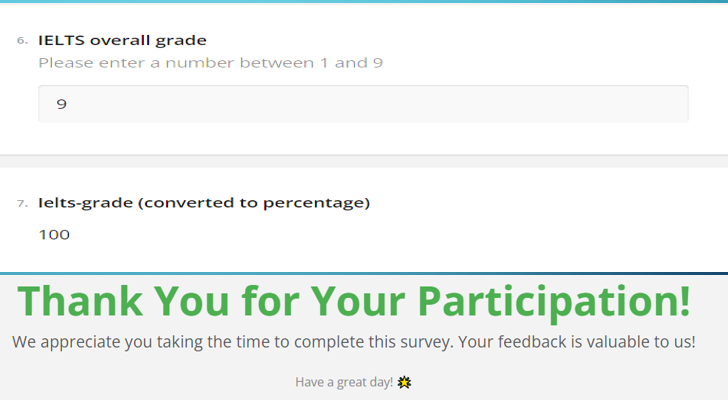 6. IELTS overall grade
Please enter a number between 1 and 9
9
7. Ielts-grade (converted to percentage)
100
Thank You for Your Participation!
We appreciate you taking the time to complete this survey. Your feedback is valuable to us!
Have a great day!